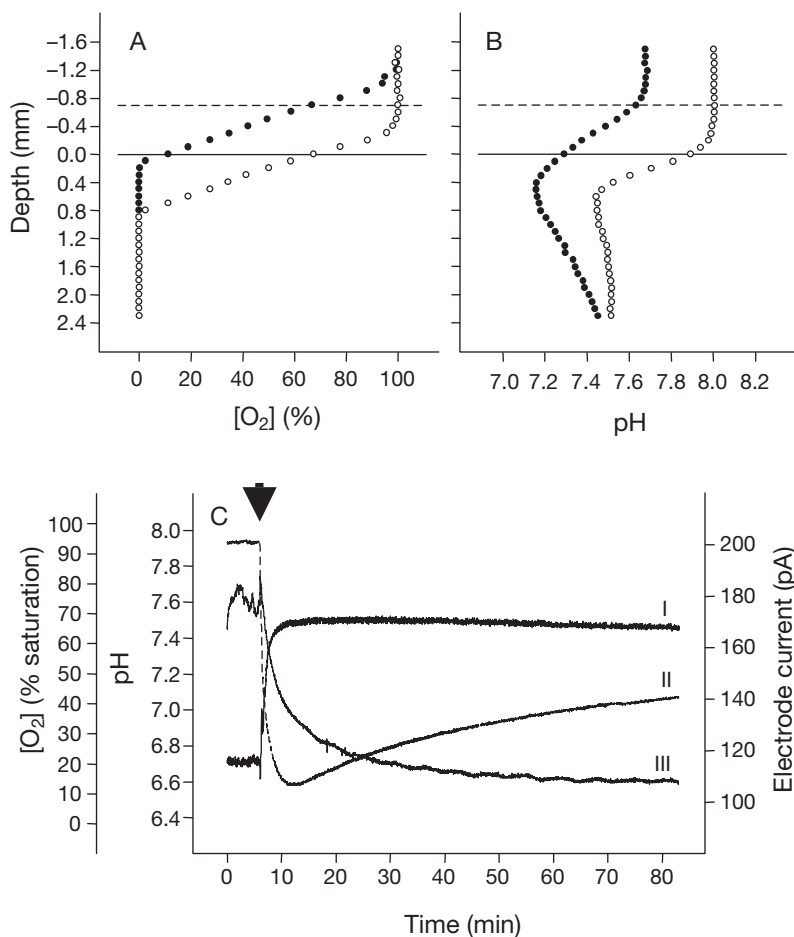 A
B
−1.6
−1.2
−0.8
−0.4
0.0
0.4
0.8
1.2
1.6
2.0
2.4
Depth (mm)
0 20 40 60 80 100
7.0 7.2 7.4 7.6 7.8 8.0 8.2
[O2] (%)
pH
C
100
90
80
70
60
50
40
30
20
10
0
[O2] (% saturation)
8.0
7.8
7.6
7.4
7.2
7.0
6.8
6.6
6.4
pH
I
II
III
200
180
160
140
120
100
Electrode current (pA)
0 10 20 30 40 50 60 70 80
Time (min)